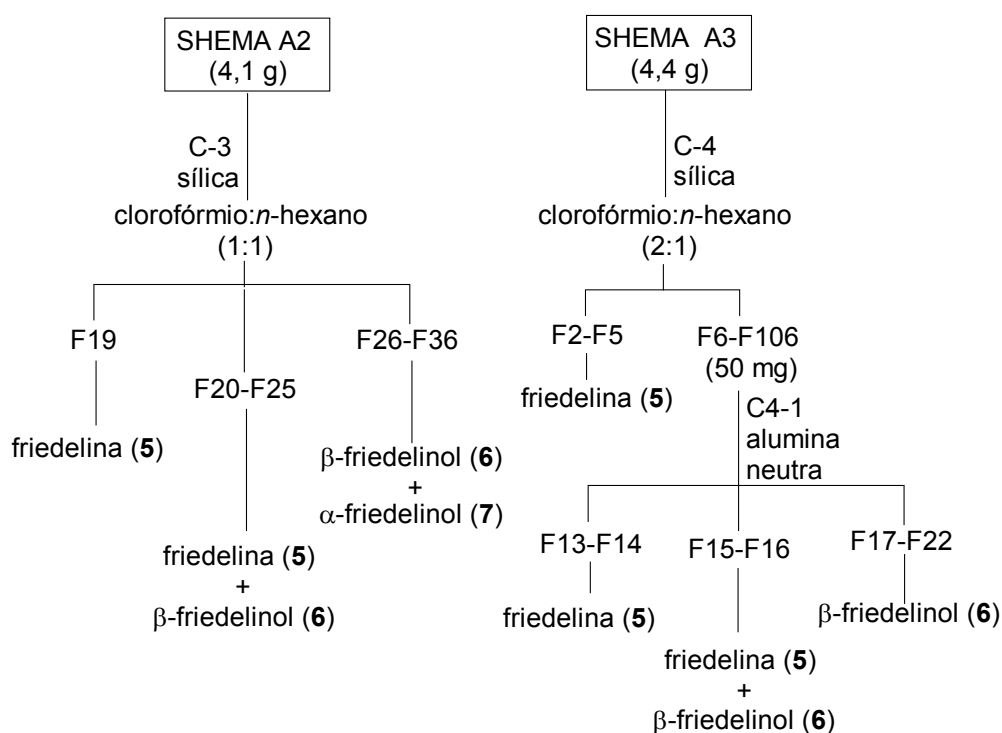 SHEMA A2
(4,1 g)
C-3
sílica
clorofórmio:n-hexano
(1:1)
F19
F20-F25
F26-F36
friedelina (5)
β-friedelinol (6)
+
α-friedelinol (7)
friedelina (5)
+
β-friedelinol (6)
SHEMA A3
(4,4 g)
C-4
sílica
clorofórmio:n-hexano
(2:1)
F2-F5
F6-F106
(50 mg)
friedelina (5)
C4-1
alumina
neutra
F13-F14
F15-F16
F17-F22
friedelina (5)
β-friedelinol (6)
friedelina (5)
+
β-friedelinol (6)